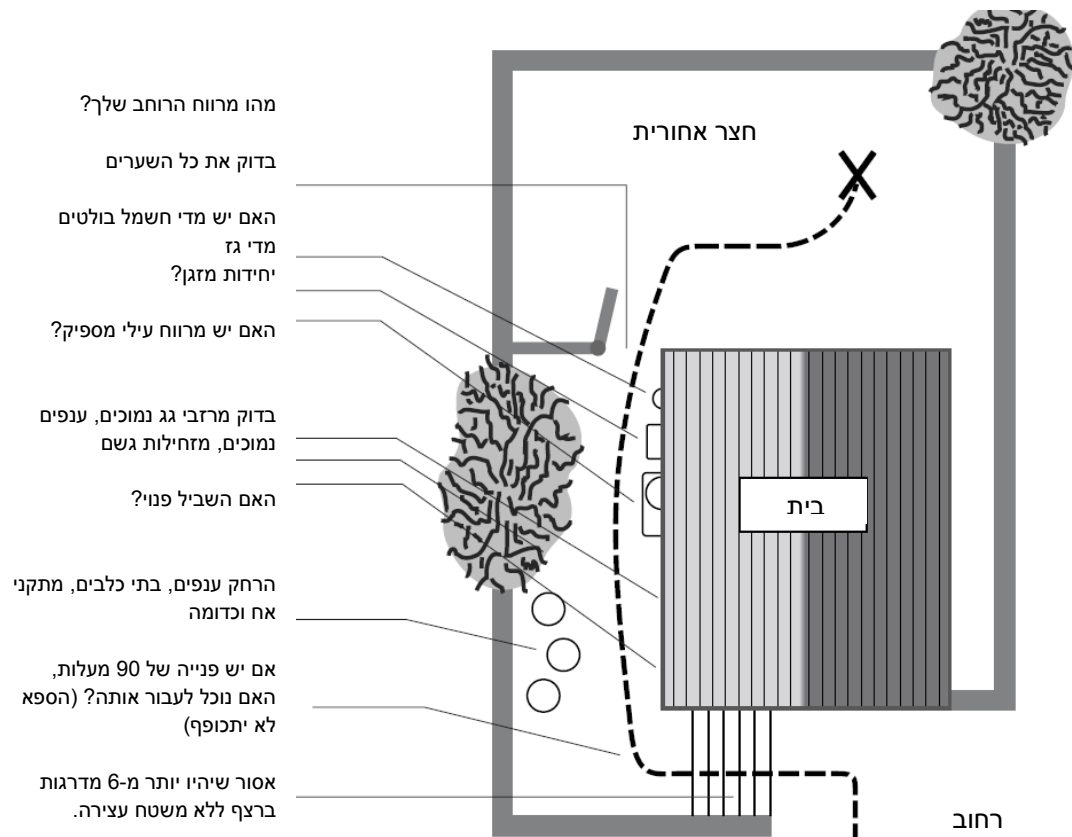 מהו מרווח הרוחב שלך?
בדוק את כל השערים
האם יש מדי חשמל בולטים
מדי גז
יחידות מזגן?
האם יש מרווח עילי מספיק?
בדוק מרזבי גג נמוכים, ענפים
נמוכים, מזחילות גשם
האם השביל פנוי?
הרחק ענפים, בתי כלבים, מתקני
אח וכדומה
אם יש פנייה של 90 מעלות,
האם נוכל לעבור אותה? (הספא
לא יתכופף)
אסור שיהיו יותר מ-6 מדרגות
ברצף ללא משטח עצירה.
חצר אחורית
בית
רחוב